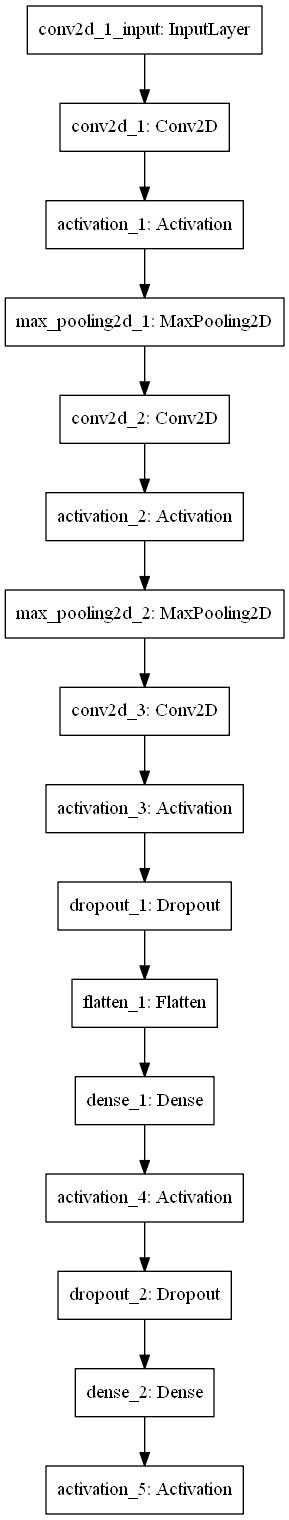 conv2d_1_input: InputLayer
conv2d_1: Conv2D
activation_1: Activation
max_pooling2d_1: MaxPooling2D
conv2d_2: Conv2D
activation_2: Activation
max_pooling2d_2: MaxPooling2D
conv2d_3: Conv2D
activation_3: Activation
dropout_1: Dropout
flatten_1: Flatten
dense_1: Dense
activation_4: Activation
dropout_2: Dropout
dense_2: Dense
activation_5: Activation